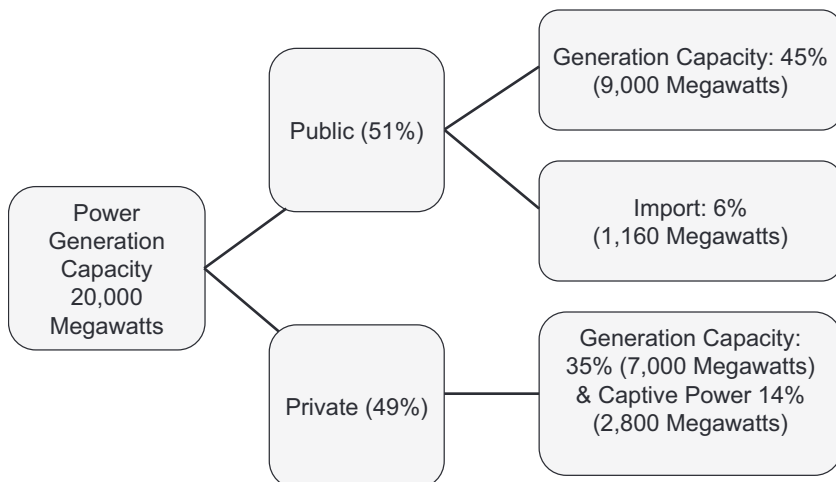 Power
Generation
Capacity
20,000
Megawatts
Public (51%)
Private (49%)
Generation Capacity: 45%
(9,000 Megawatts)
Import: 6%
(1,160 Megawatts)
Generation Capacity:
35% (7,000 Megawatts)
& Captive Power 14%
(2,800 Megawatts)